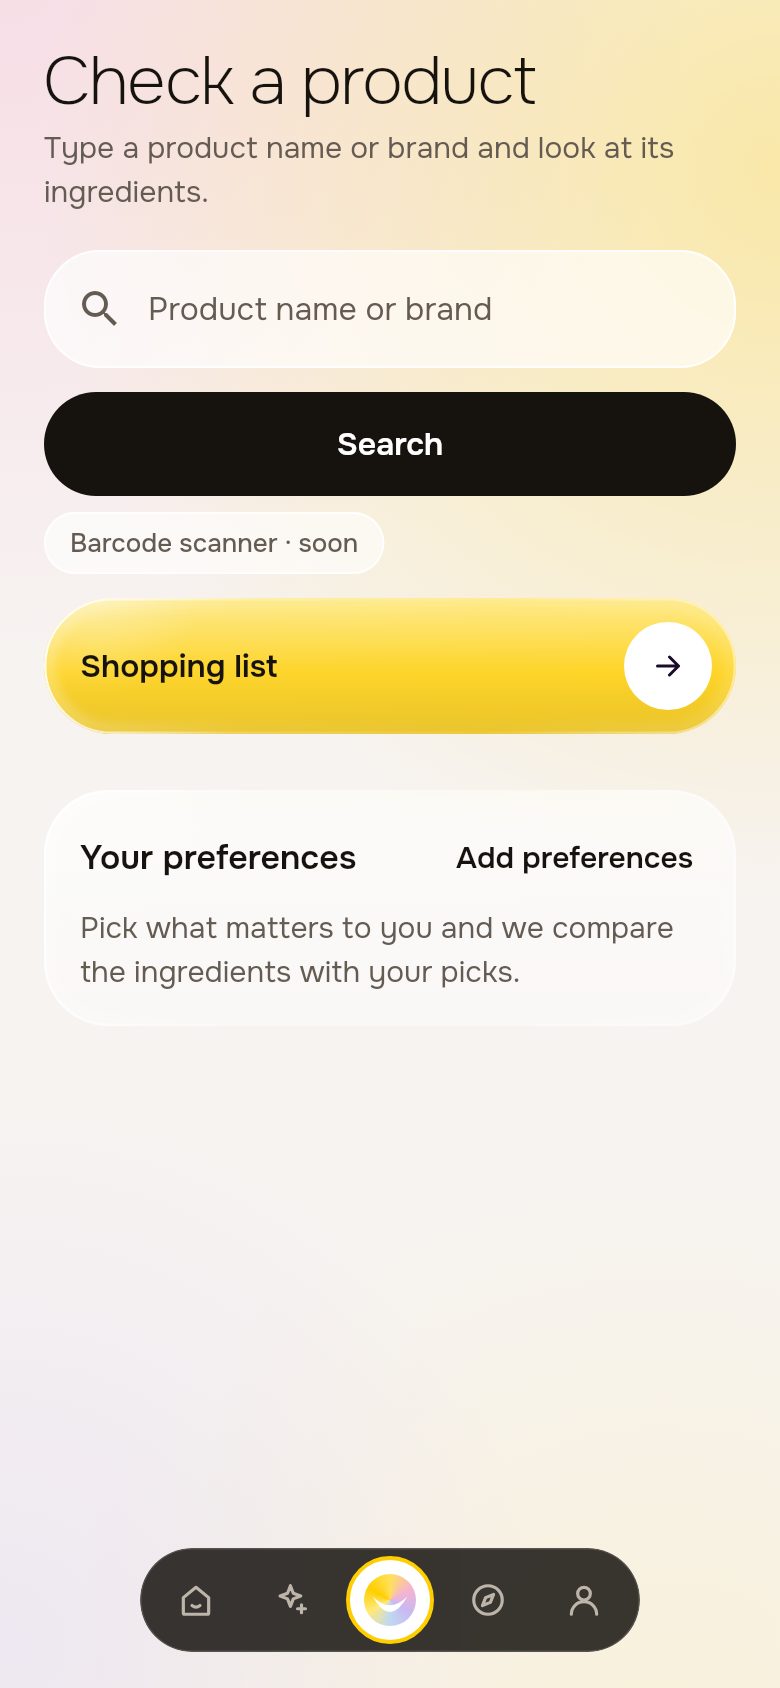 Check a product
Type a product name or brand and look at its
ingredients.
Product name or brand
Search
Barcode scanner · soon
Shopping list
Your preferences
Add preferences
Pick what matters to you and we compare
the ingredients with your picks.